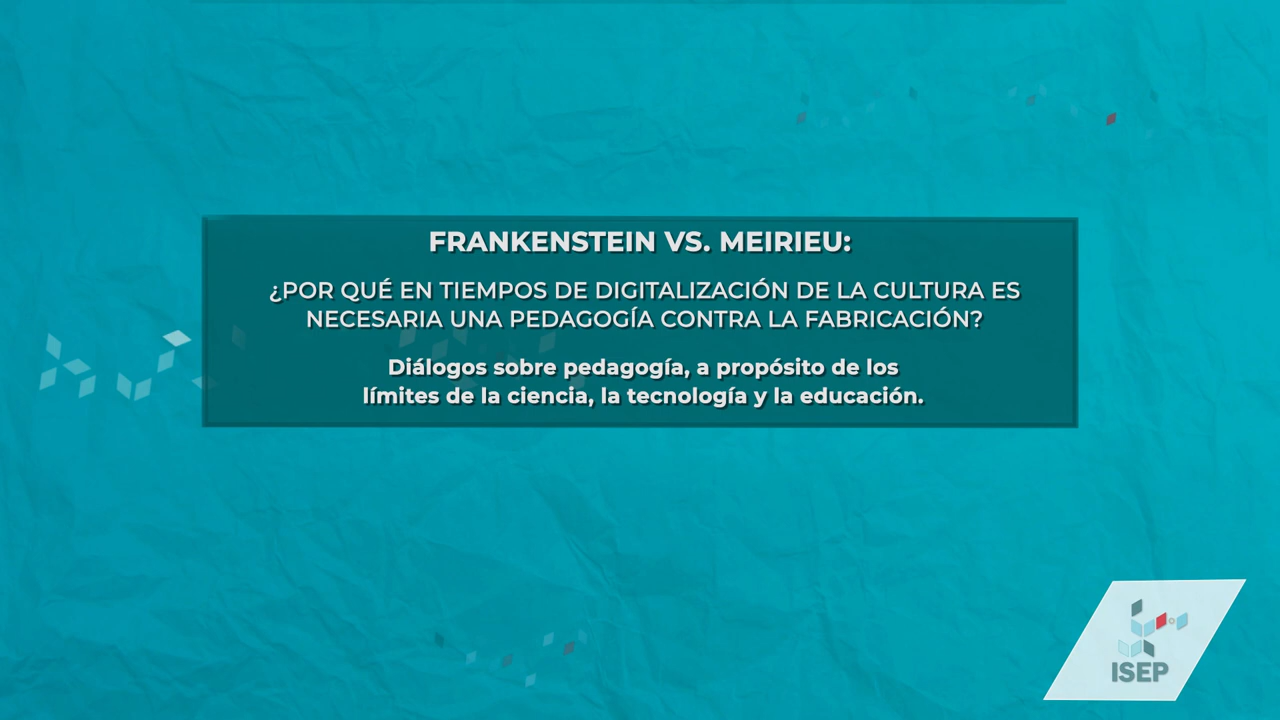 FRANKENSTEIN VS. MEIRIEU:
¿POR QUÉ EN TIEMPOS DE DIGITALIZACIÓN DE LA CULTURA ES
NECESARIA UNA PEDAGOGÍA CONTRA LA FABRICACIÓN?
Diálogos sobre pedagogía, a propósito de los
límites de la ciencia, la tecnología y la educación.
ISEP